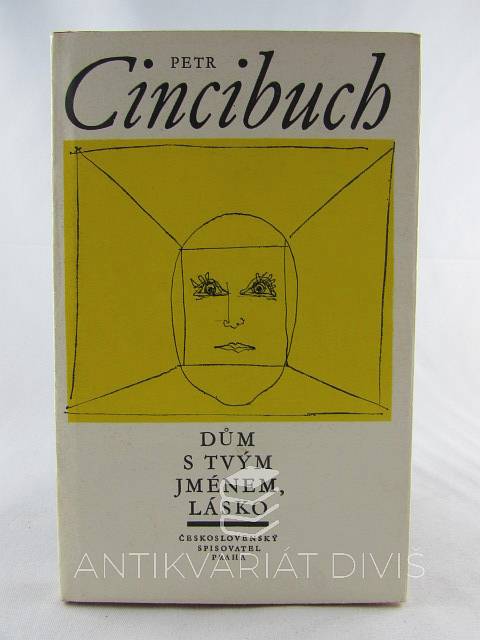 PETR
Cincibuch
DŮM
S TVÝM
JMÉNEM,
LÁSKO
ČESKOSLOVENSKÝ
SPISOVATEL
PRAHA
ANTIKVARIÁT DIVIŠ